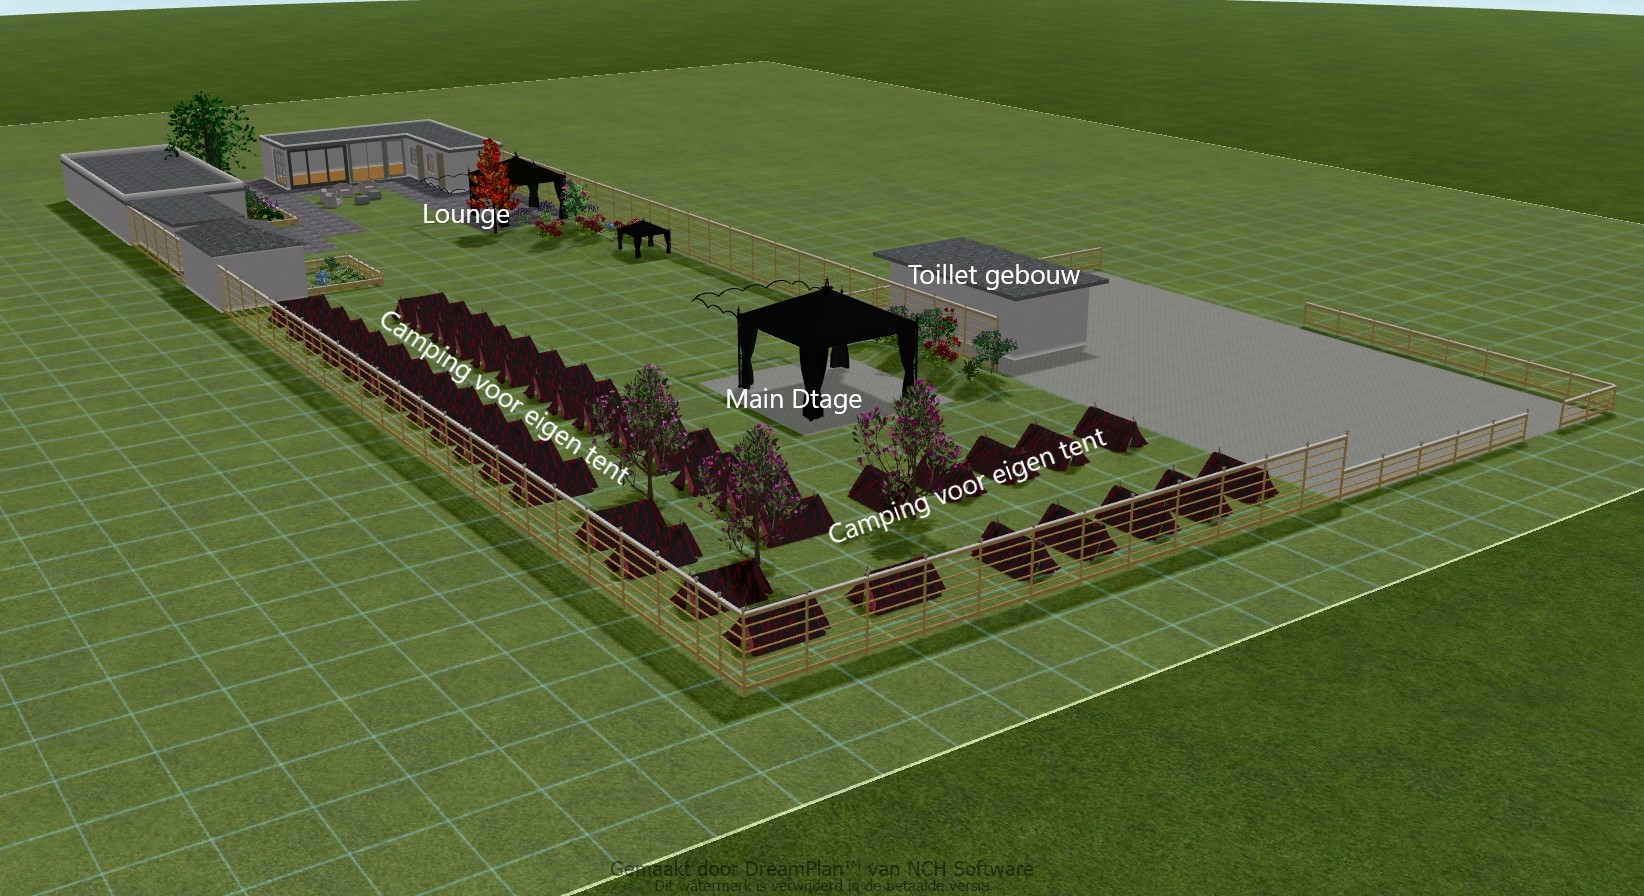 Lounge
Toillet gebouw
Camping voor eigen tent
Main Dtage
Camping voor eigen tent
Gemaakt door DreamPlan™ van NCH Software
Dit watermerk is verwijderd in de betaalde versie